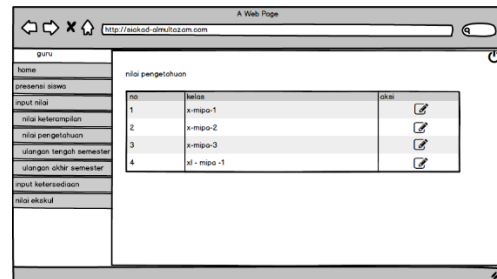 A Web Page
http://siakad-almultazam.com
guru
home
presensi siswa
input nilai
nilai keterampilan
nilai pengetahuan
ulangan tengah semester
ulangan akhir semester
input ketersediaan
nilai ekskul
nilai pengetahuan
no kelas aksi
1 x-mipa-1
2 x-mipa-2
3 x-mipa-3
4 xl - mipa -1